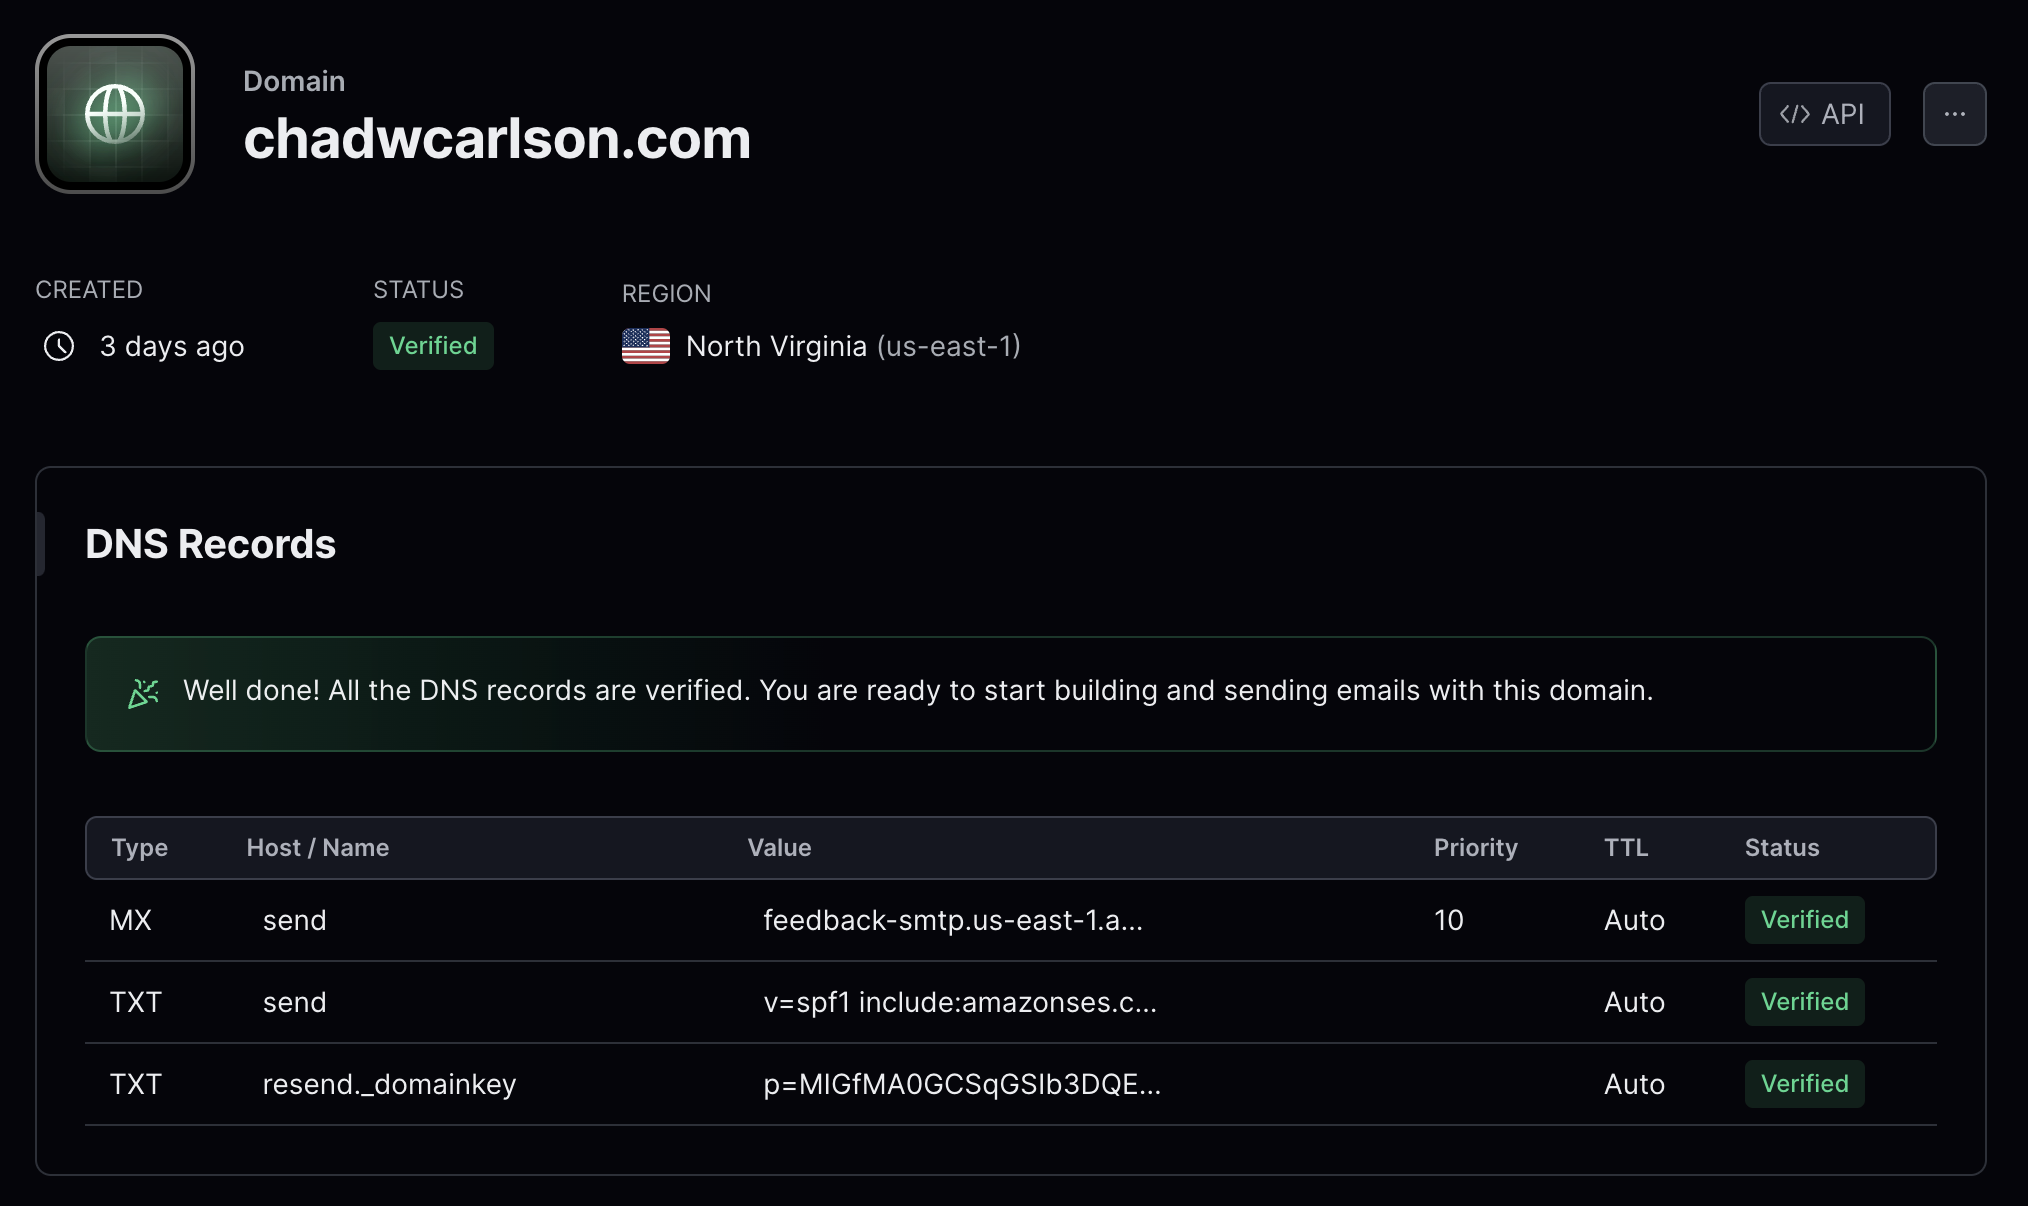 Domain
chadwcarlson.com
</> API
...
CREATED
STATUS
REGION
3 days ago
Verified
North Virginia (us-east-1)
DNS Records
Well done! All the DNS records are verified. You are ready to start building and sending emails with this domain.
Type Host / Name Value Priority TTL Status
MX send feedback-smtp.us-east-1.a... 10 Auto Verified
TXT send v=spf1 include:amazonses.c... Auto Verified
TXT resend._domainkey p=MIGfMA0GCSqGSIb3DQE... Auto Verified